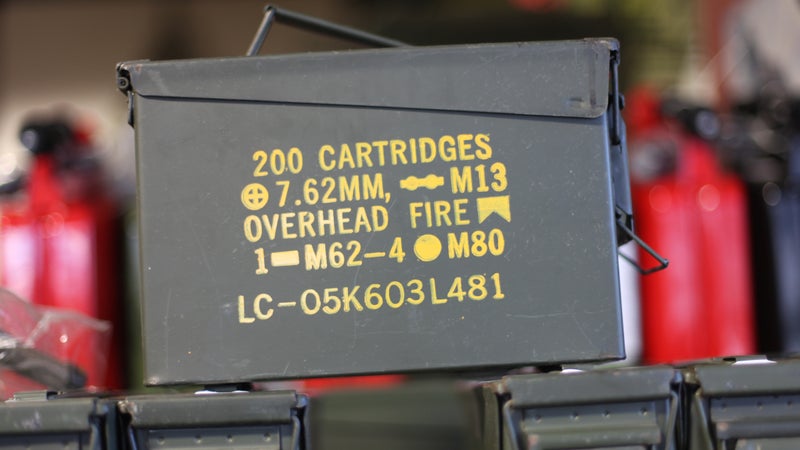 200 CARTRIDGES
7.62MM, M13
OVERHEAD FIRE
1 M62-4 M80
LC-05K603L481